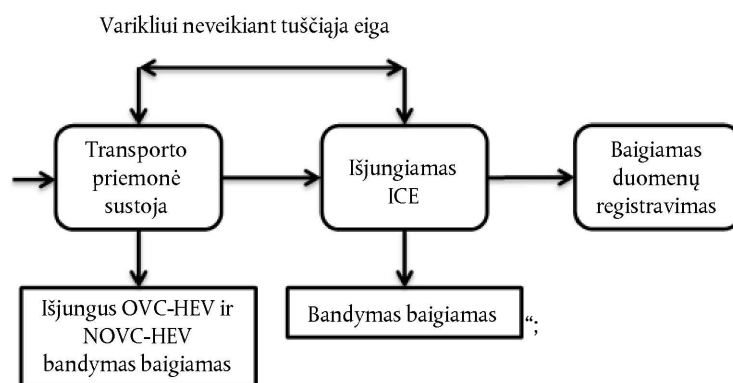 Varikliui neveikiant tuščiąja eiga
Transporto
priemonė
sustoja
Išjungiamas
ICE
Baigiamas
duomenų
registravimas
Išjungus OVC-HEV ir
NOVC-HEV
bandymas baigiamas
Bandymas baigiamas
“;